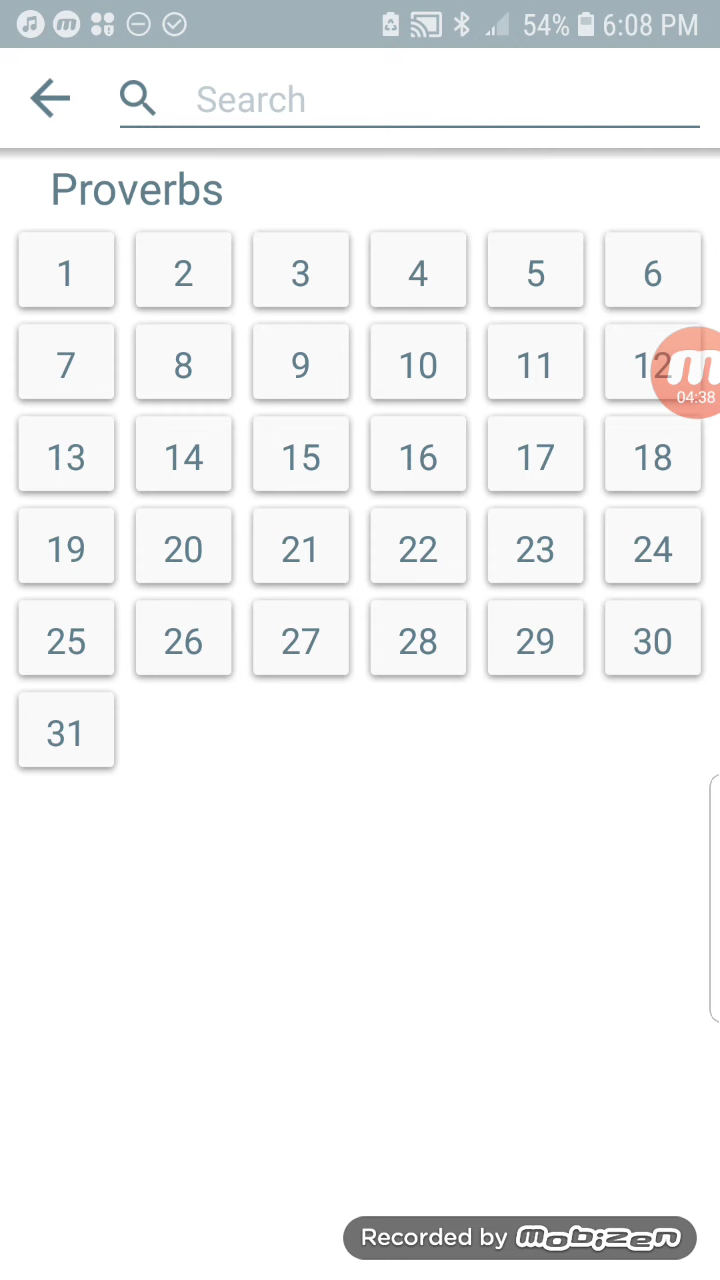 54% 6:08 PM
Search
Proverbs
1 2 3 4 5 6
7 8 9 10 11 12
04:38
13 14 15 16 17 18
19 20 21 22 23 24
25 26 27 28 29 30
31
Recorded by mobizen